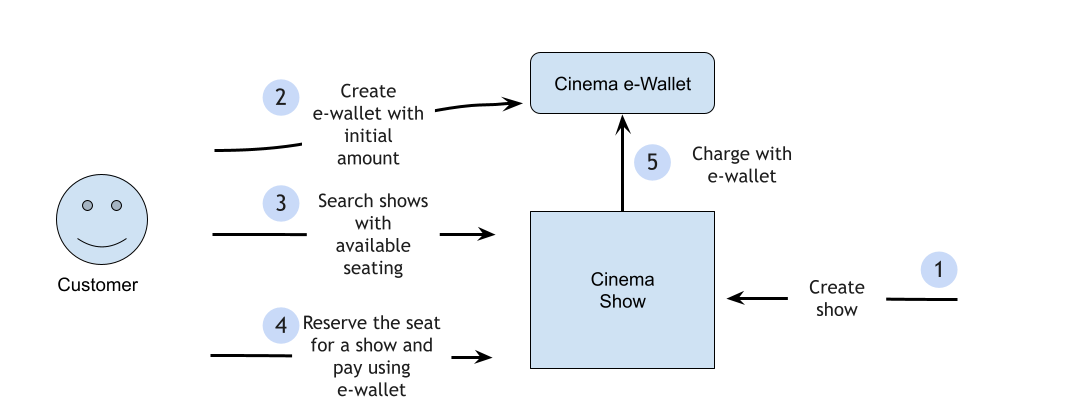 Cinema e-Wallet
2
Create
e-wallet with
initial
amount
5
Charge with
e-wallet
3
Search shows
with
available
seating
Customer
Cinema
Show
1
Create
show
4
Reserve the seat
for a show and
pay using
e-wallet